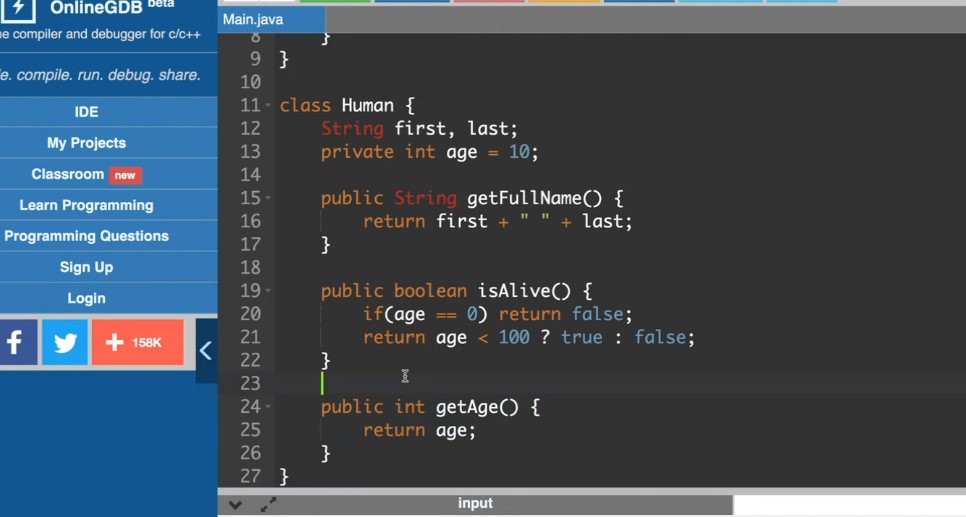 OnlineGDB beta
e compiler and debugger for c/c++
e. compile. run. debug. share.
IDE
My Projects
Classroom new
Learn Programming
Programming Questions
Sign Up
Login
f
+ 158K
<
Main.java
8 }
9 }
10
11 class Human {
12 String first, last;
13 private int age = 10;
14
15 public String getFullName() {
16 return first + " " + last;
17 }
18
19 public boolean isAlive() {
20 if(age == 0) return false;
21 return age < 100 ? true : false;
22 }
23
24 public int getAge() {
25 return age;
26 }
27 }
input